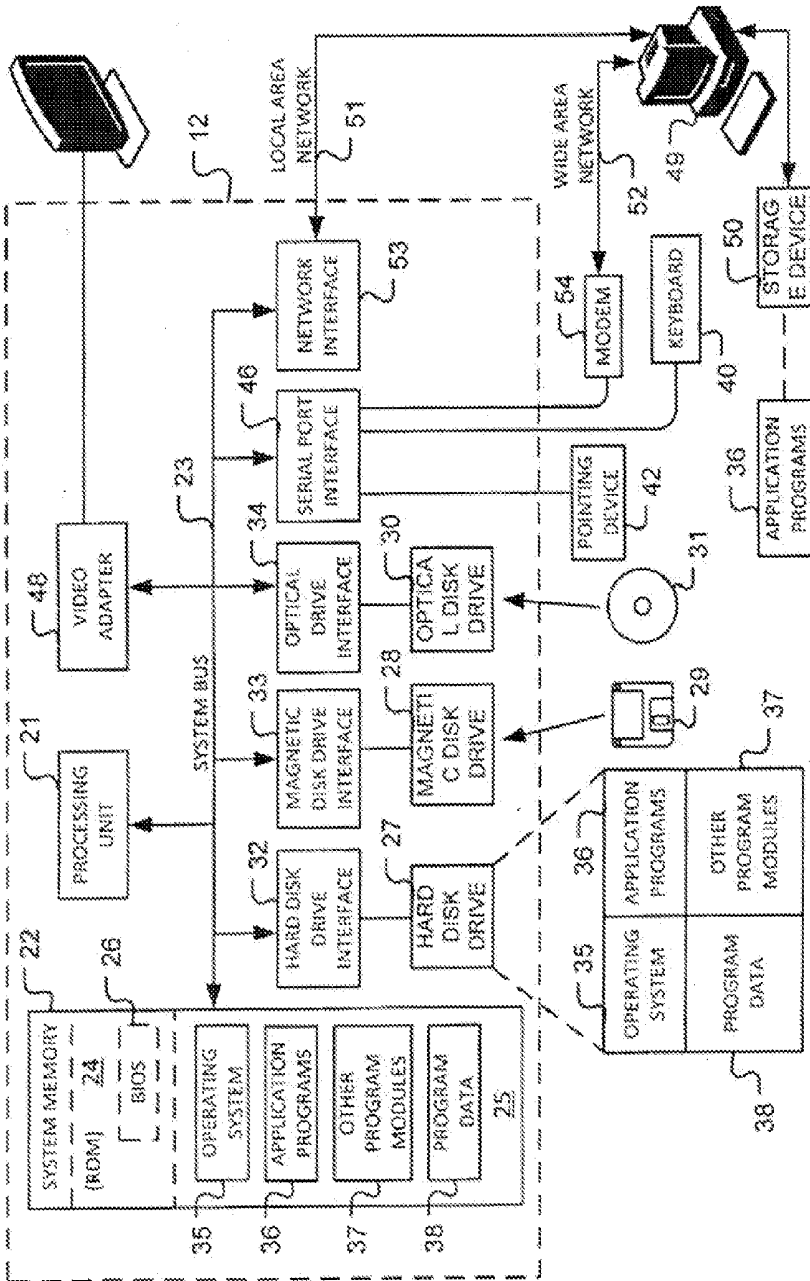 12
22
SYSTEM MEMORY
(ROM) 24
26
BIOS
35
OPERATING
SYSTEM
36
APPLICATION
PROGRAMS
37
OTHER
PROGRAM
MODULES
38
PROGRAM
DATA
25
21
PROCESSING
UNIT
48
VIDEO
ADAPTER
SYSTEM BUS
23
32
HARD DISK
DRIVE
INTERFACE
33
MAGNETIC
DISK DRIVE
INTERFACE
34
OPTICAL
DRIVE
INTERFACE
46
SERIAL PORT
INTERFACE
NETWORK
INTERFACE
53
LOCAL AREA
NETWORK
51
27
HARD
DISK
DRIVE
28
MAGNETI
C DISK
DRIVE
30
OPTICA
L DISK
DRIVE
29
31
POINTING
DEVICE
42
54
MODEM
KEYBOARD
40
WIDE AREA
NETWORK
52
49
50
STORAG
E DEVICE
36
APPLICATION
PROGRAMS
35
OPERATING
SYSTEM
36
APPLICATION
PROGRAMS
PROGRAM
DATA
38
OTHER
PROGRAM
MODULES
37